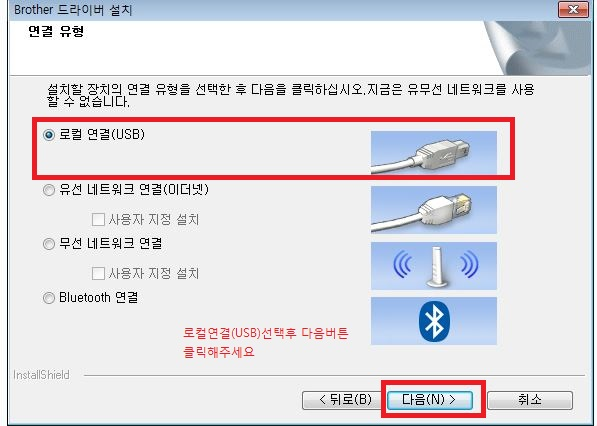 Brother 드라이버 설치
연결 유형
설치할 장치의 연결 유형을 선택한 후 다음을 클릭하십시오.지금은 유무선 네트워크를 사용
할 수 없습니다.
로컬 연결(USB)
유선 네트워크 연결(이더넷)
사용자 지정 설치
무선 네트워크 연결
사용자 지정 설치
Bluetooth 연결
로컬연결(USB)선택후 다음버튼
클릭해주세요
InstallShield
< 뒤로(B)
다음(N) >
취소